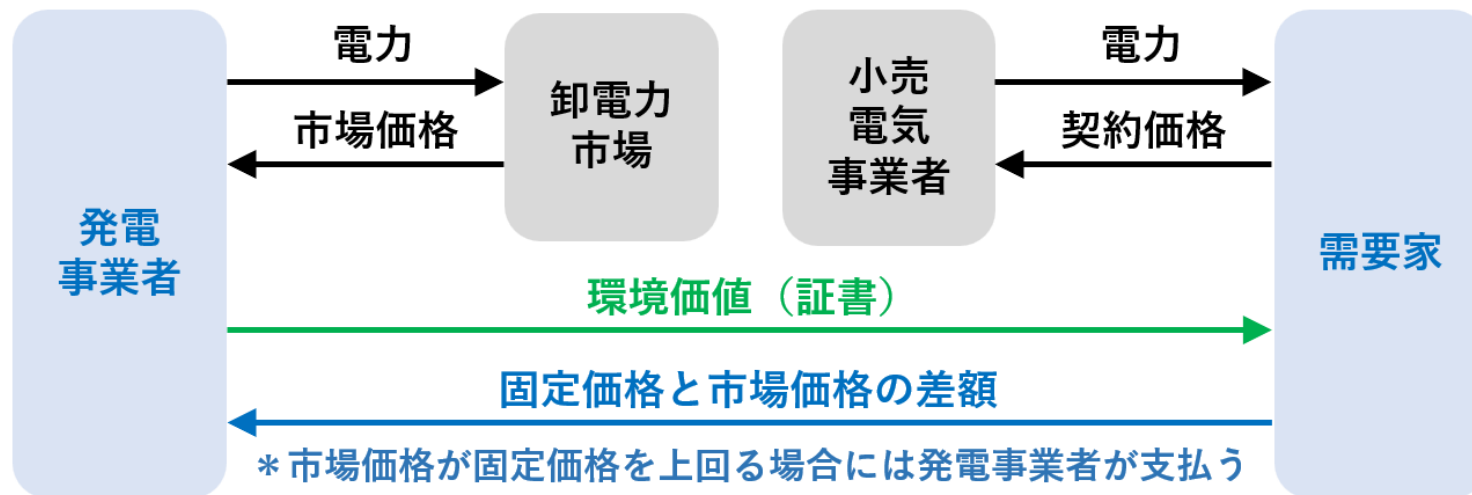 電力
市場価格
卸電力
市場
小売
電気
事業者
電力
契約価格
発電
事業者
需要家
環境価値（証書）
固定価格と市場価格の差額
＊市場価格が固定価格を上回る場合には発電事業者が支払う